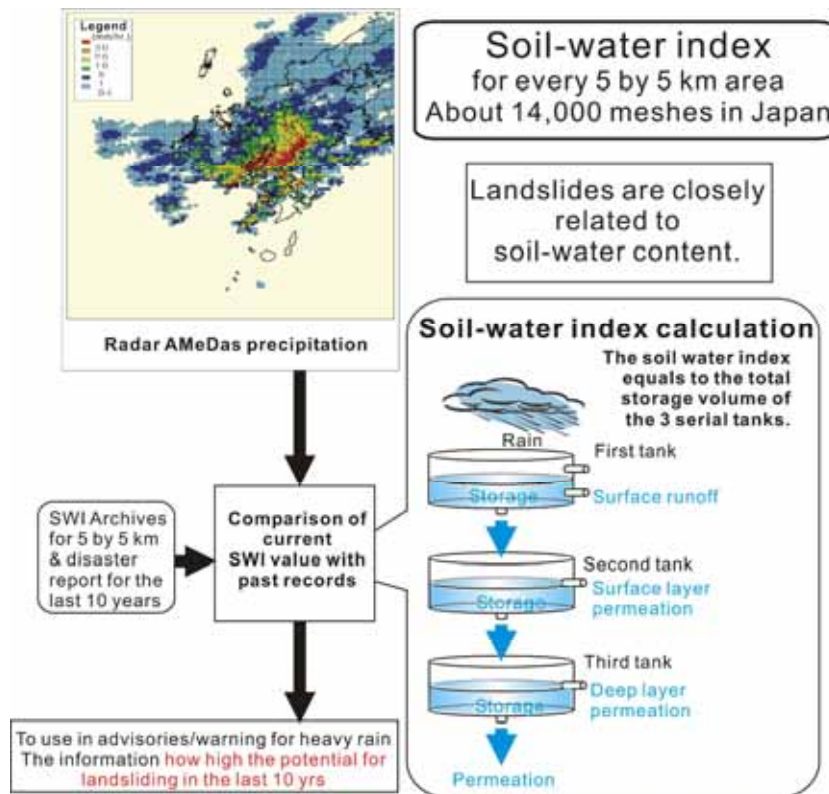 Legend
Soil-water index
for every 5 by 5 km area
About 14,000 meshes in Japan
Landslides are closely
related to
soil-water content.
Radar AMeDas precipitation
Soil-water index calculation
The soil water index
equals to the total
storage volume of
the 3 serial tanks.
Rain
First tank
Storage
Surface runoff
Second tank
Surface layer
permeation
Storage
Third tank
Deep layer
permeation
Storage
Permeation
SWI Archives
for 5 by 5 km
& disaster
report for the
last 10 years
Comparison of
current
SWI value with
past records
To use in advisories/warning for heavy rain
The information how high the potential for
landsliding in the last 10 yrs